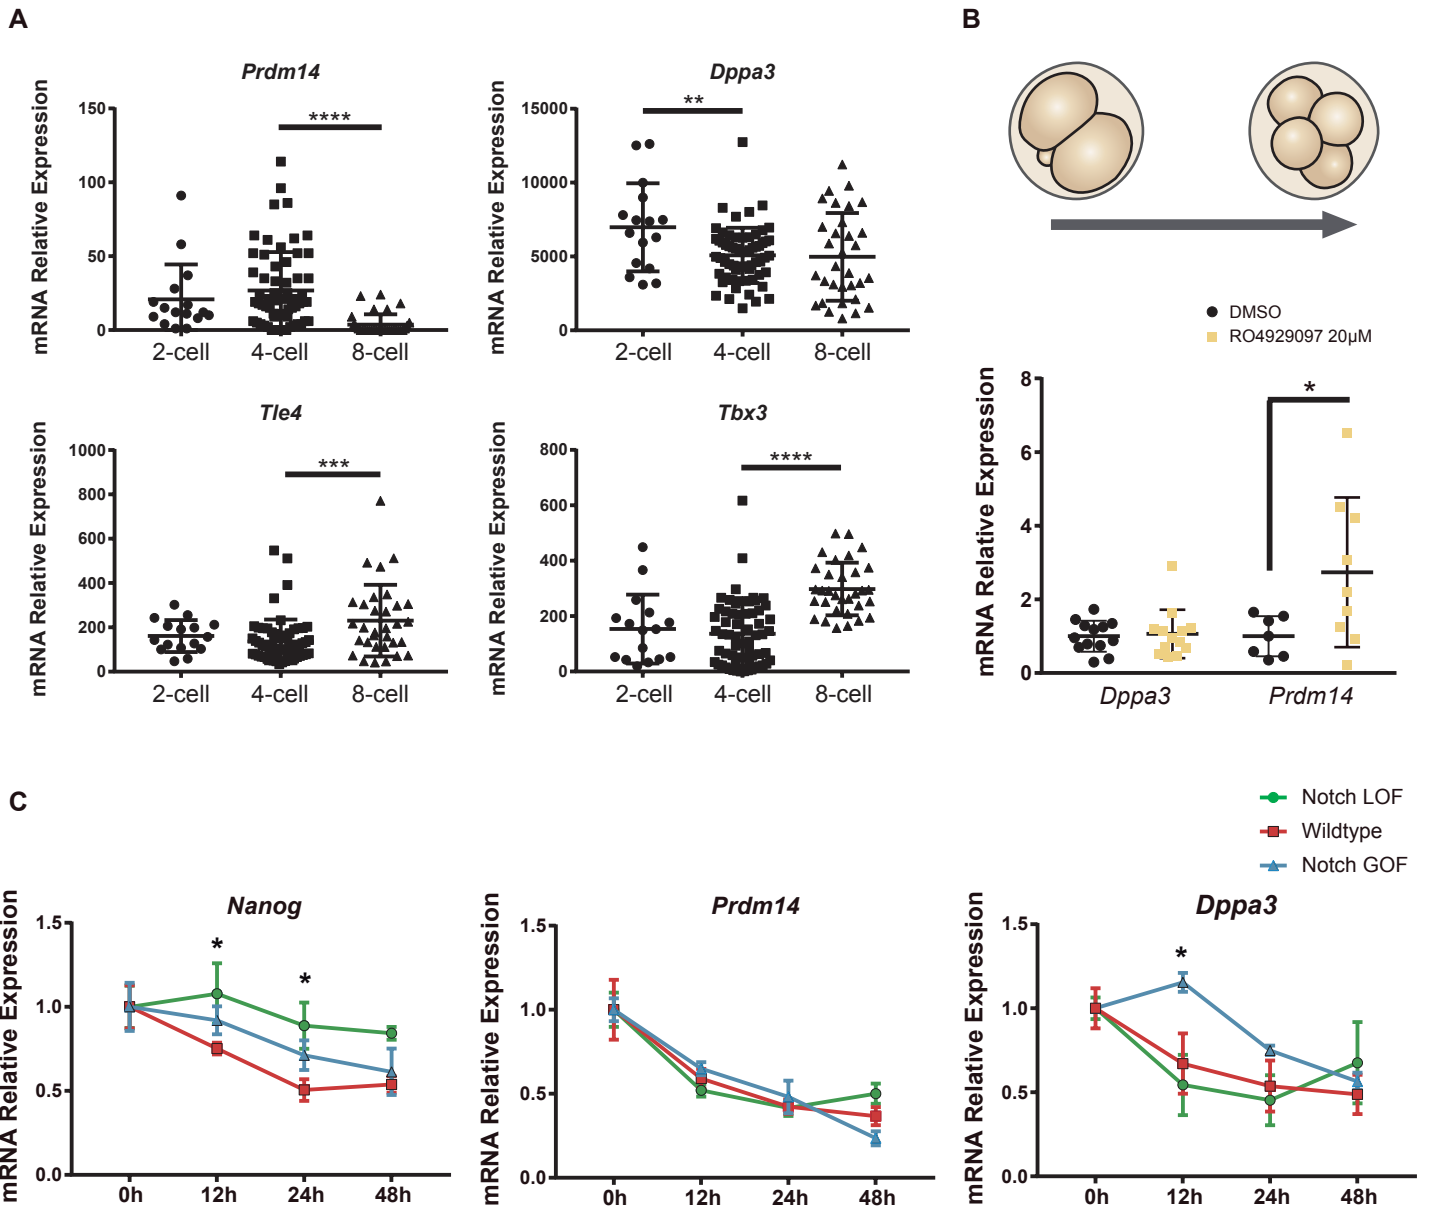 A
B
Prdm14
mRNA Relative Expression
150
100
50
0
****
2-cell
4-cell
8-cell
Dppa3
mRNA Relative Expression
15000
10000
5000
0
**
2-cell
4-cell
8-cell
Tle4
mRNA Relative Expression
1000
800
600
400
200
0
***
2-cell
4-cell
8-cell
Tbx3
mRNA Relative Expression
800
600
400
200
0
****
2-cell
4-cell
8-cell
DMSO
RO4929097 20µM
mRNA Relative Expression
8
6
4
2
0
*
Dppa3
Prdm14
C
Notch LOF
Wildtype
Notch GOF
Nanog
mRNA Relative Expression
1.5
1.0
0.5
0.0
*
*
0h
12h
24h
48h
Prdm14
mRNA Relative Expression
1.5
1.0
0.5
0.0
0h
12h
24h
48h
Dppa3
mRNA Relative Expression
1.5
1.0
0.5
0.0
*
0h
12h
24h
48h